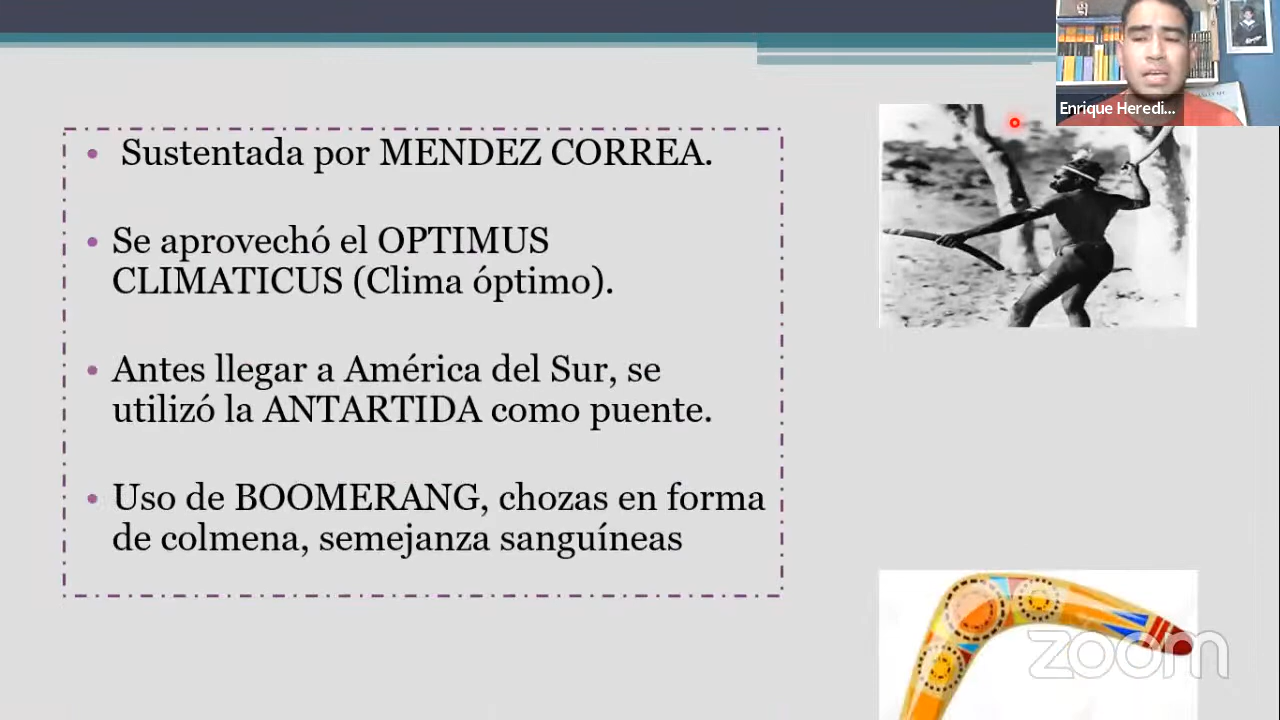 Enrique Heredi...
• Sustentada por MENDEZ CORREA.
• Se aprovechó el OPTIMUS
CLIMATICUS (Clima óptimo).
• Antes llegar a América del Sur, se
utilizó la ANTARTIDA como puente.
• Uso de BOOMERANG, chozas en forma
de colmena, semejanza sanguíneas
zoom